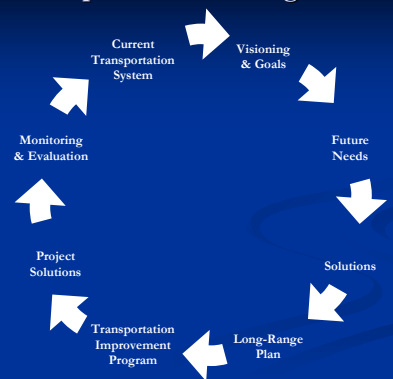 Current
Transportation
System
Visioning
& Goals
Future
Needs
Solutions
Long-Range
Plan
Transportation
Improvement
Program
Project
Solutions
Monitoring
& Evaluation